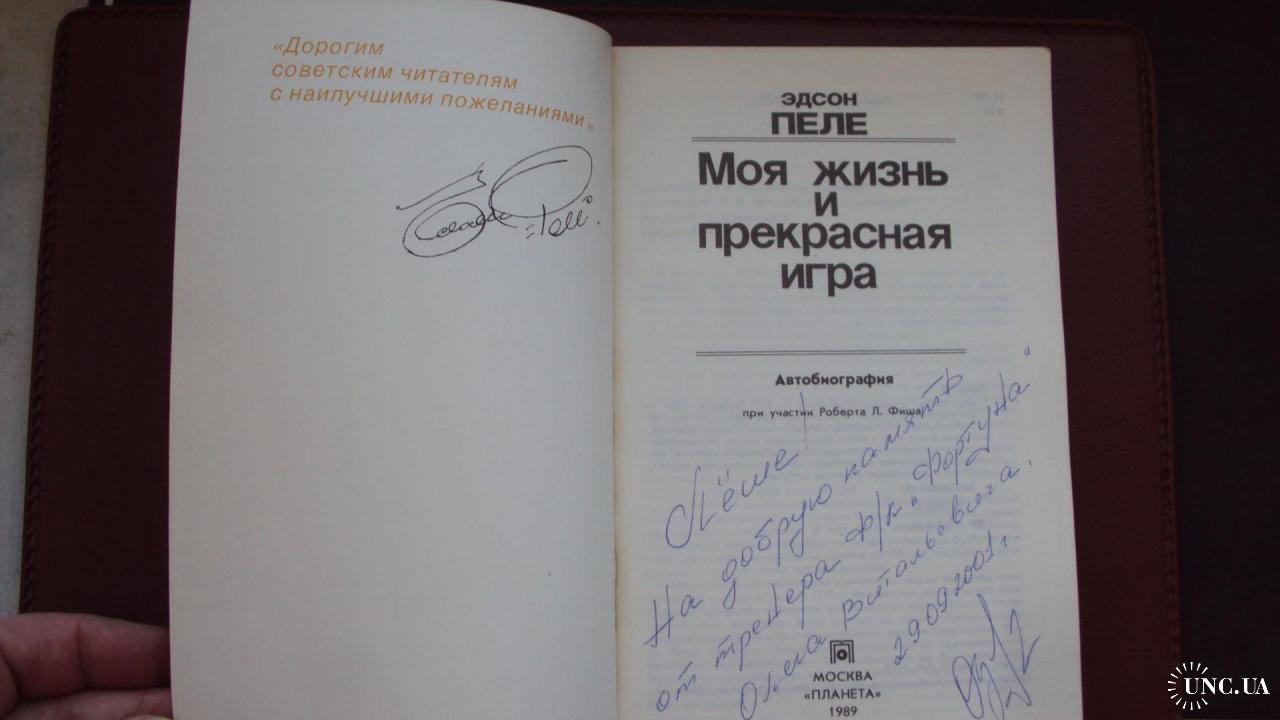 «Дорогим
советским читателям
с наилучшими пожеланиями»
ЭДСОН
ПЕЛЕ
Моя жизнь
и
прекрасная
игра
Автобиография
при участии Роберта Л. Фиша
Лёше!
На добрую память
от тренера ф/к "Фортуна"
Олега Витальевича.
29.09.2001г.
МОСКВА
«ПЛАНЕТА»
1989
UNC.UA